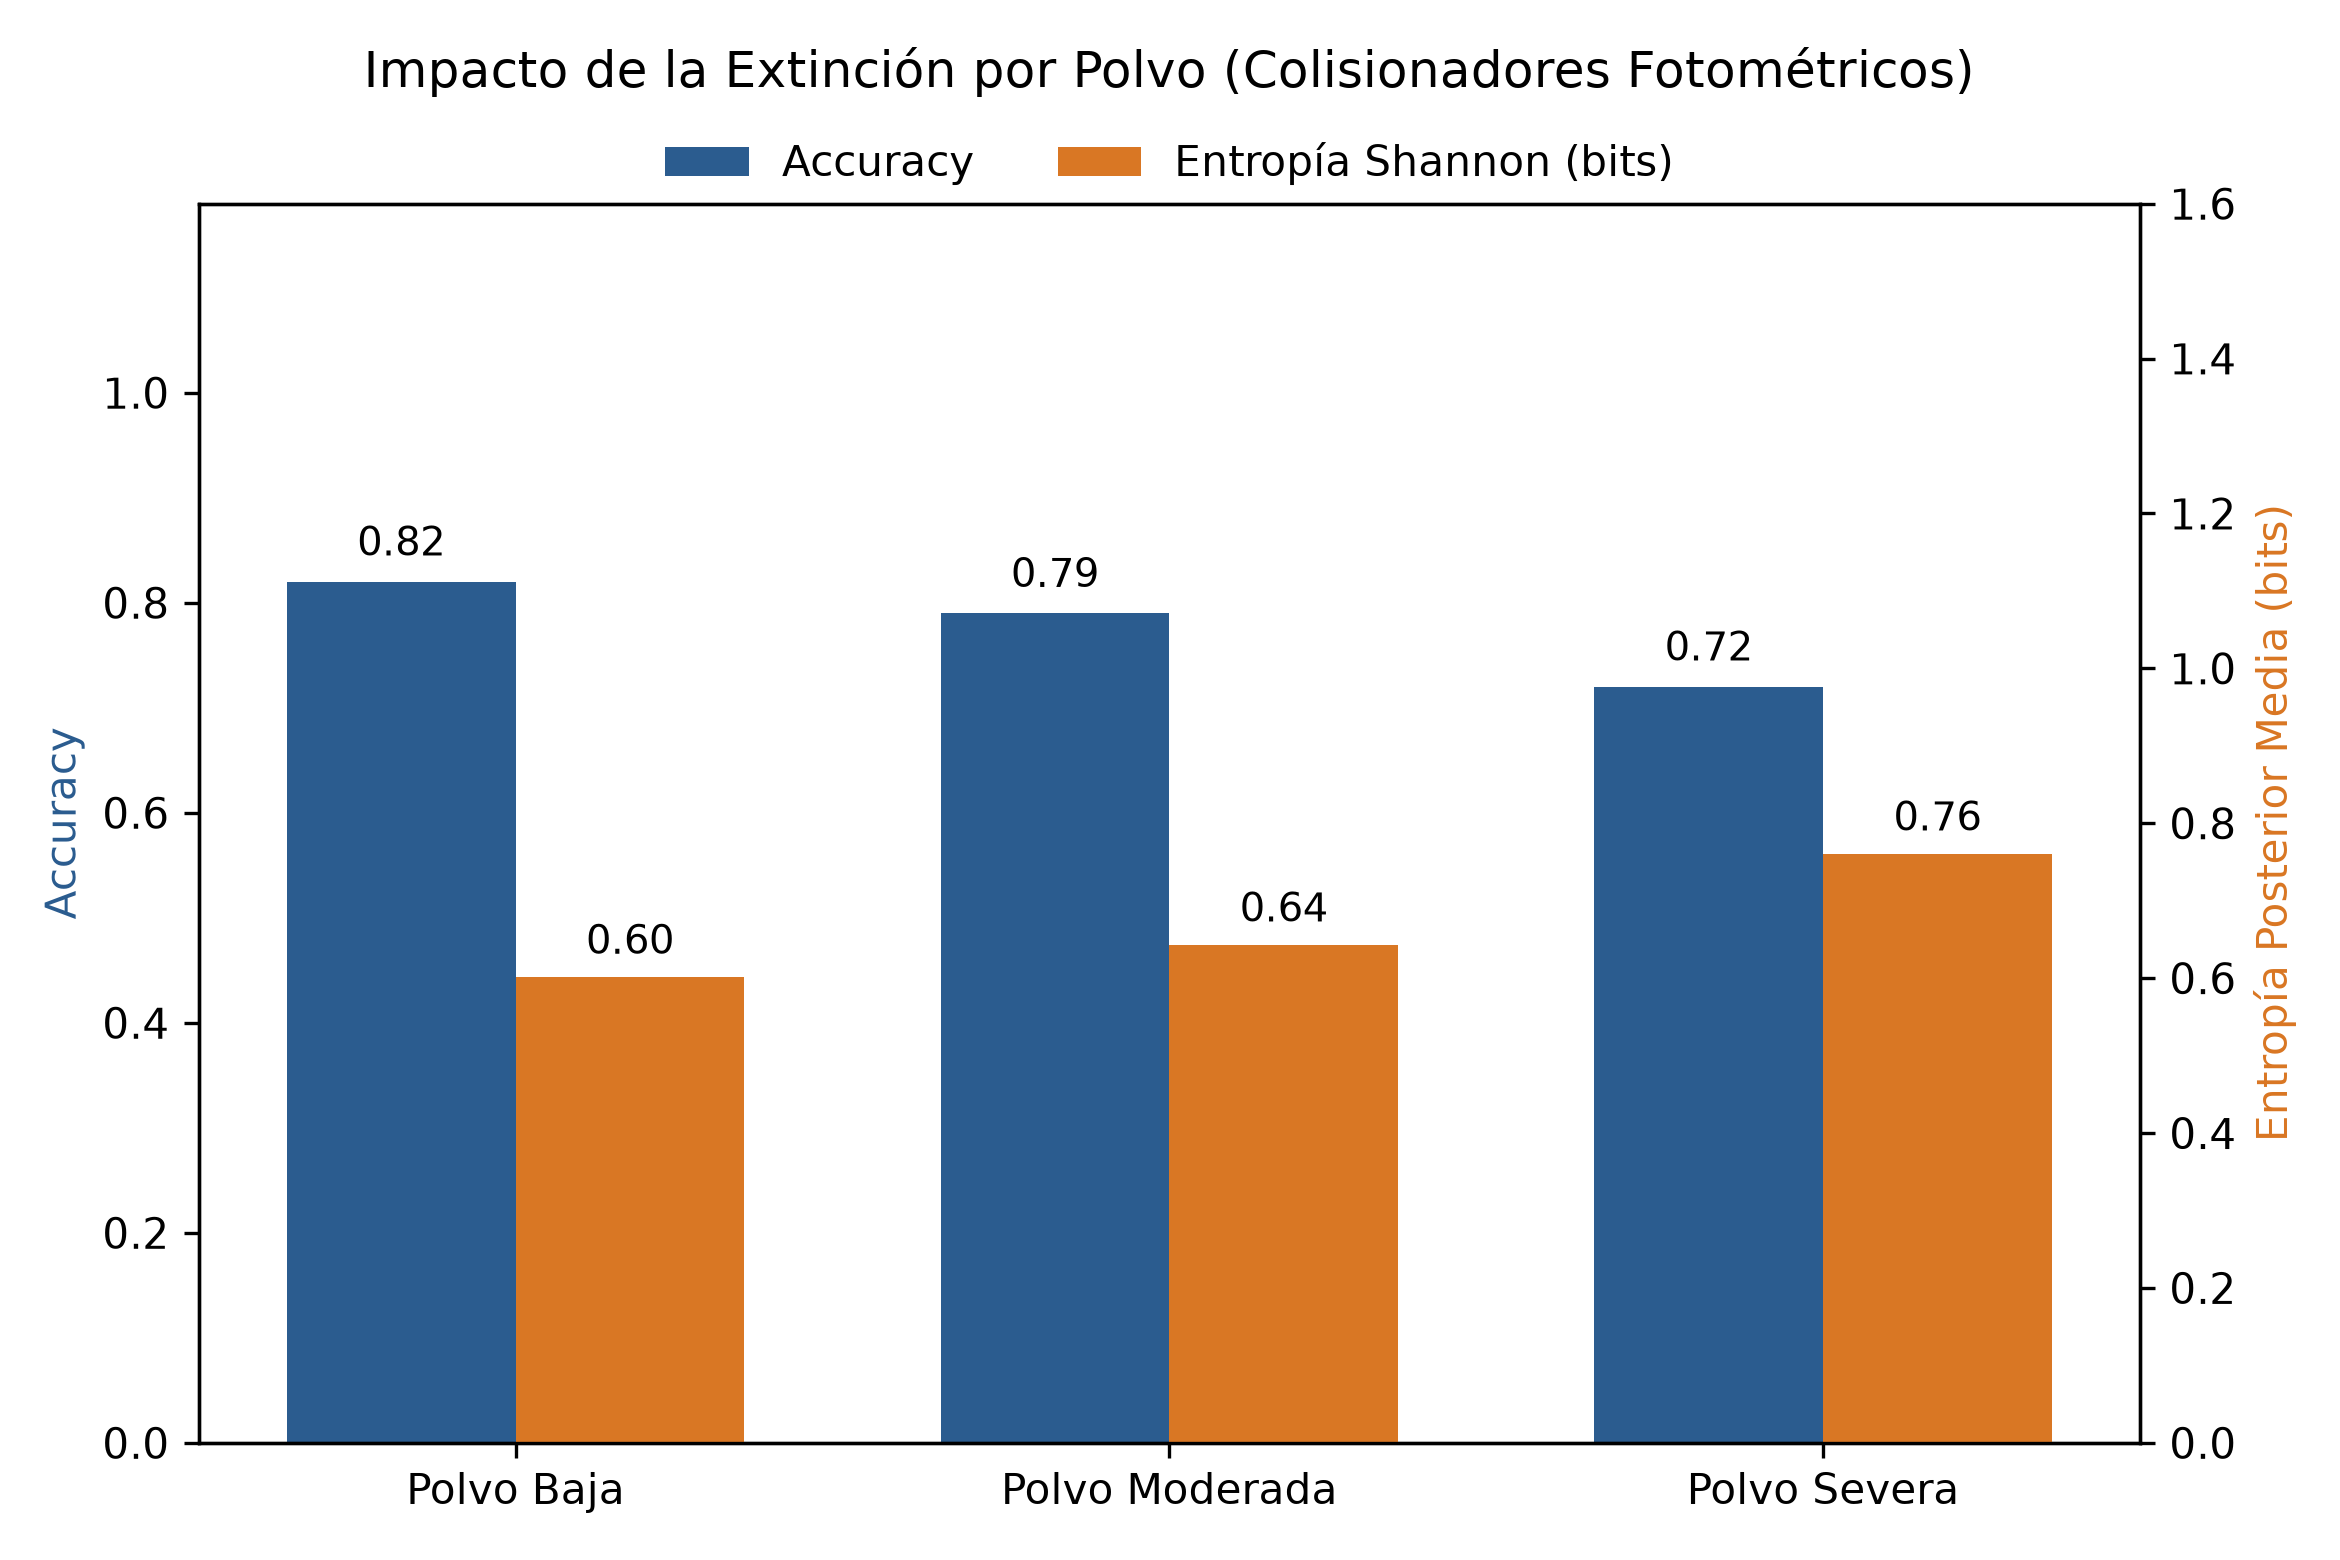 Impacto de la Extinción por Polvo (Colisionadores Fotométricos)
Accuracy
Entropía Shannon (bits)
1.0
0.8
0.6
0.4
0.2
0.0
Accuracy
0.82
0.60
0.79
0.64
0.72
0.76
1.6
1.4
1.2
1.0
0.8
0.6
0.4
0.2
0.0
Entropía Posterior Media (bits)
Polvo Baja
Polvo Moderada
Polvo Severa